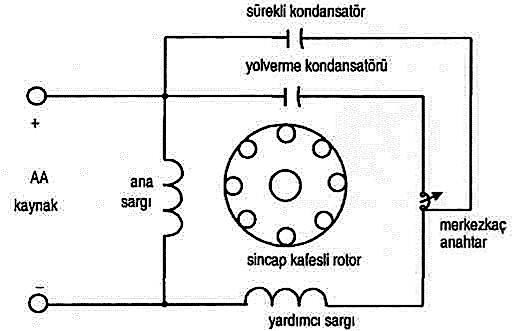 sürekli kondansatör
yolverme kondansatörü
+
AA
kaynak
ana
sargı
merkezkaç
anahtar
sincap kafesli rotor
−
yardımcı sargı